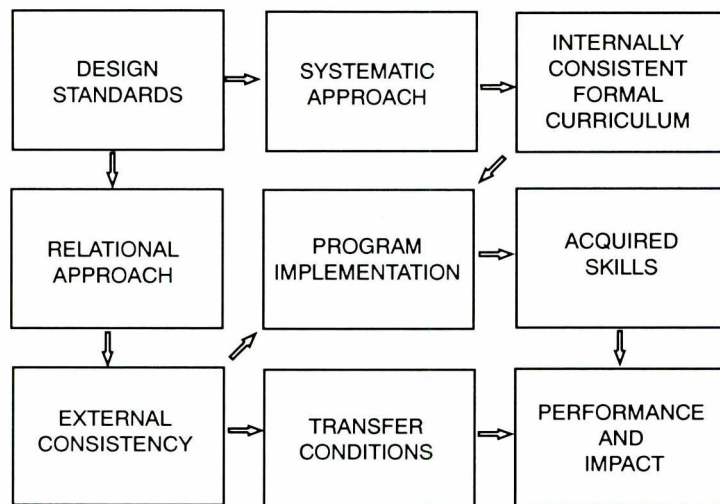 DESIGN
STANDARDS
SYSTEMATIC
APPROACH
INTERNALLY
CONSISTENT
FORMAL
CURRICULUM
RELATIONAL
APPROACH
PROGRAM
IMPLEMENTATION
ACQUIRED
SKILLS
EXTERNAL
CONSISTENCY
TRANSFER
CONDITIONS
PERFORMANCE
AND
IMPACT